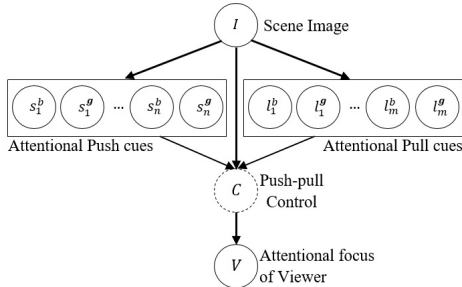 I Scene Image
s₁ᵇ s₁ᵍ ... sₙᵇ sₙᵍ l₁ᵇ l₁ᵍ ... lₘᵇ lₘᵍ
Attentional Push cues Attentional Pull cues
C Push-pull
Control
V Attentional focus
of Viewer